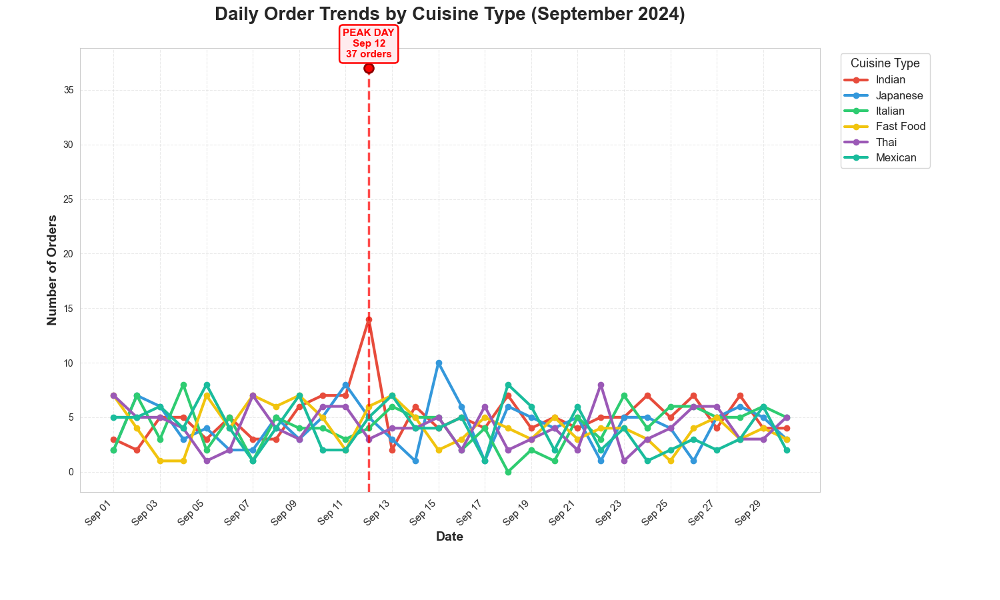 Daily Order Trends by Cuisine Type (September 2024)
PEAK DAY
Sep 12
37 orders
Cuisine Type
Indian
Japanese
Italian
Fast Food
Thai
Mexican
Number of Orders
35
30
25
20
15
10
5
0
Sep 01
Sep 03
Sep 05
Sep 07
Sep 09
Sep 11
Sep 13
Sep 15
Sep 17
Sep 19
Sep 21
Sep 23
Sep 25
Sep 27
Sep 29
Date